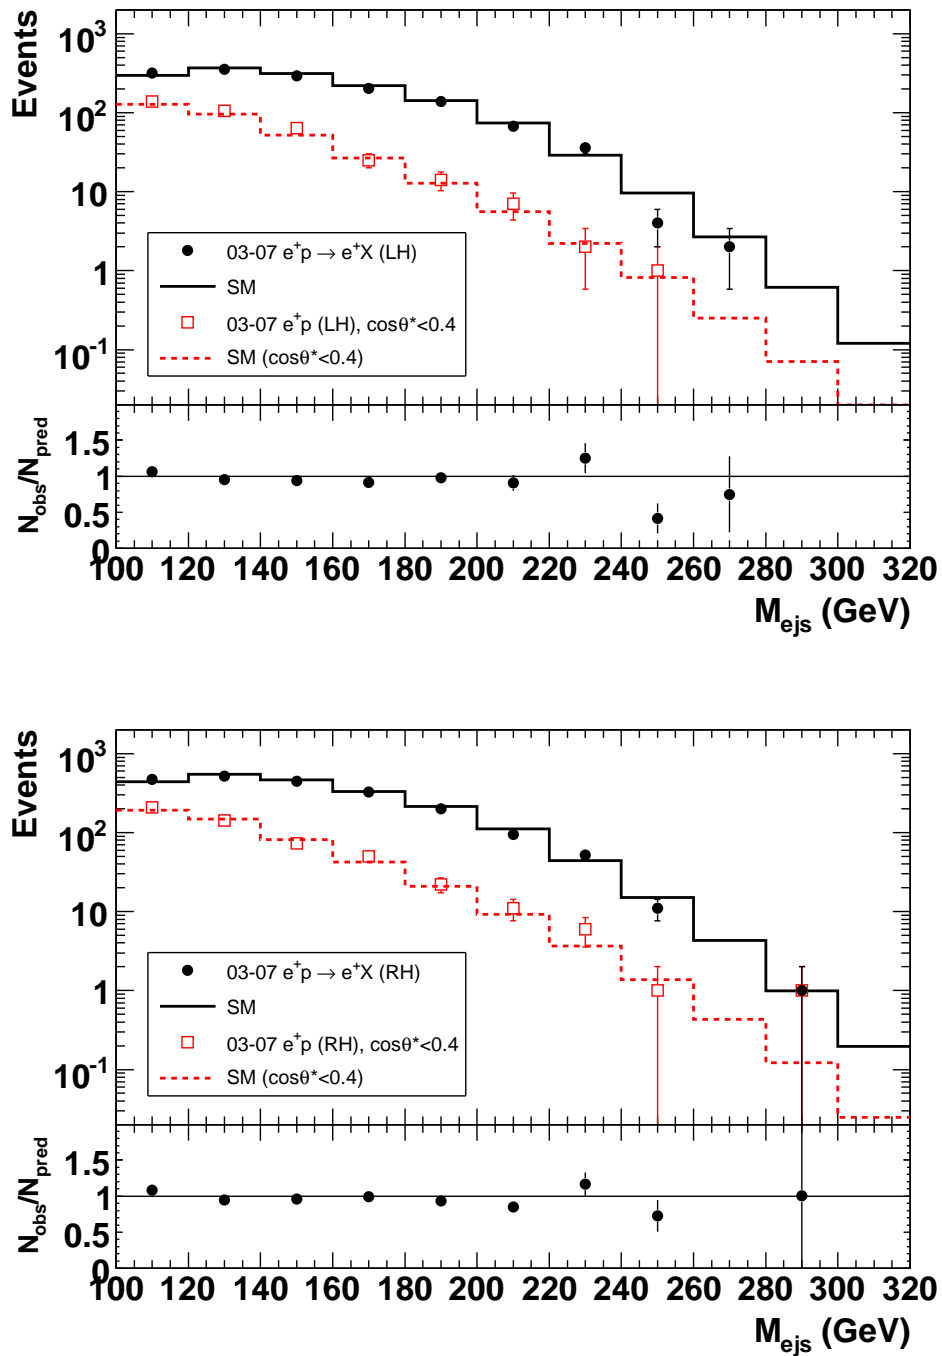 Events
10³
10²
10
1
10⁻¹
03-07 e⁺p → e⁺X (LH)
SM
03-07 e⁺p (LH), cosθ*<0.4
SM (cosθ*<0.4)
N_obs/N_pred
1.5
1
0.5
0
100 120 140 160 180 200 220 240 260 280 300 320
M_ejs (GeV)
Events
10³
10²
10
1
10⁻¹
03-07 e⁺p → e⁺X (RH)
SM
03-07 e⁺p (RH), cosθ*<0.4
SM (cosθ*<0.4)
N_obs/N_pred
1.5
1
0.5
0
100 120 140 160 180 200 220 240 260 280 300 320
M_ejs (GeV)